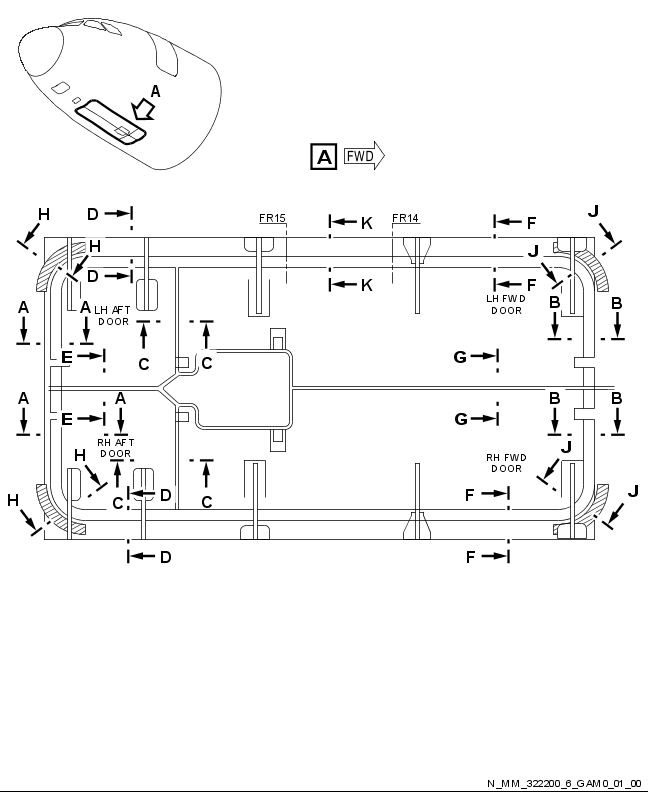 A
A FWD
H D FR15 K FR14 F J
H J
D K F
LH AFT
DOOR
LH FWD
DOOR
A A B B
C C
E G
A A B B
E G
RH AFT
DOOR
RH FWD
DOOR
H J
H C D C F J
D F
N_MM_322200_6_GAM0_01_00